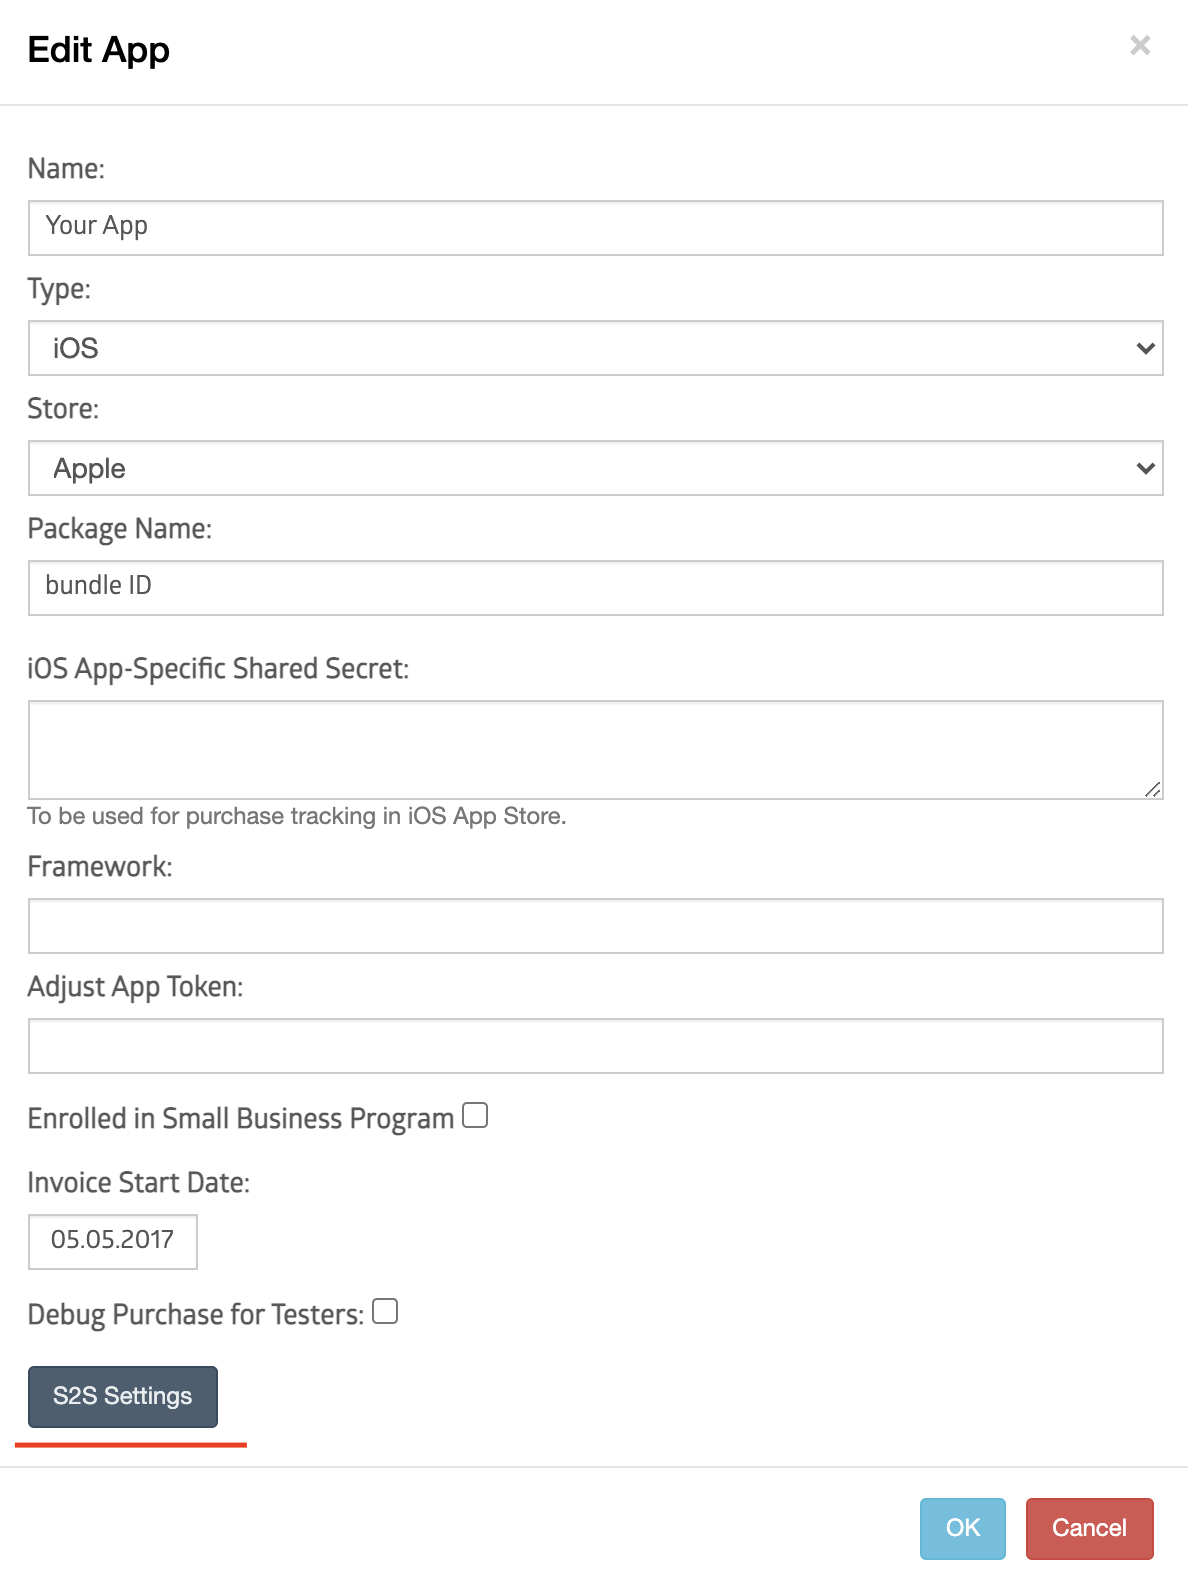 Edit App
×
Name:
Your App
Type:
iOS
Store:
Apple
Package Name:
bundle ID
iOS App-Specific Shared Secret:
To be used for purchase tracking in iOS App Store.
Framework:
Adjust App Token:
Enrolled in Small Business Program
Invoice Start Date:
05.05.2017
Debug Purchase for Testers:
S2S Settings
OK Cancel